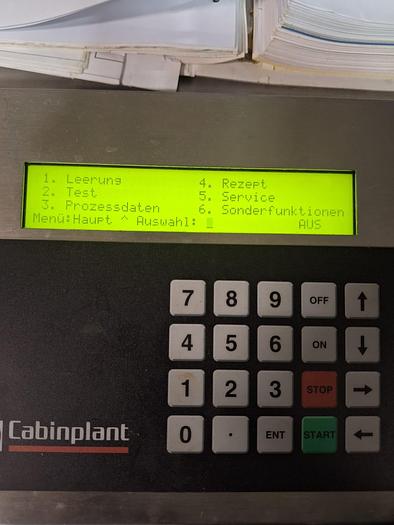 1. Leerung 4. Rezept
2. Test 5. Service
3. Prozessdaten 6. Sonderfunktionen
Menü:Haupt ^ Auswahl: AUS
7 8 9 OFF ↑
4 5 6 ON ↓
1 2 3 STOP →
0 . ENT START ←
Cabinplant